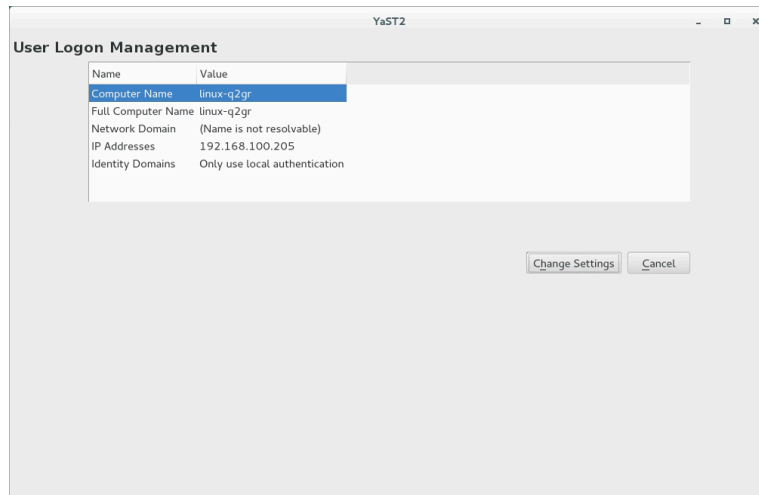 YaST2
User Logon Management
Name Value
Computer Name linux-q2gr
Full Computer Name linux-q2gr
Network Domain (Name is not resolvable)
IP Addresses 192.168.100.205
Identity Domains Only use local authentication
Change Settings Cancel